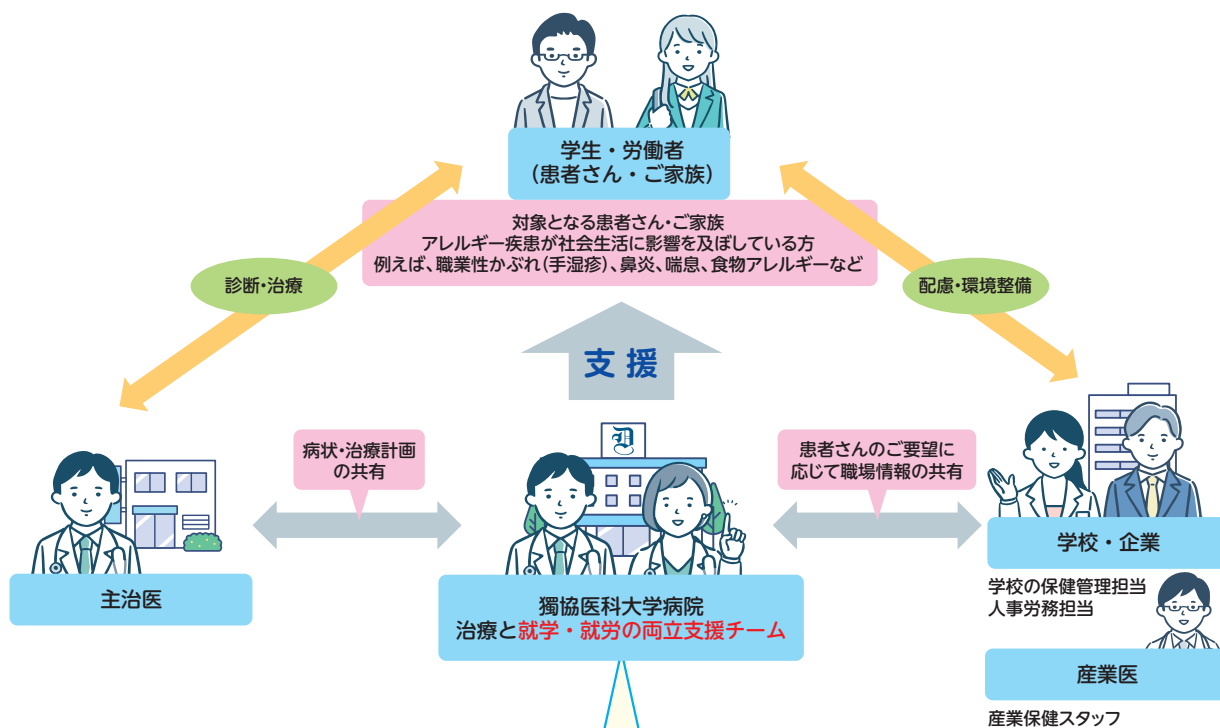 学生・労働者
(患者さん・ご家族)
対象となる患者さん・ご家族
アレルギー疾患が社会生活に影響を及ぼしている方
例えば、職業性かぶれ(手湿疹)、鼻炎、喘息、食物アレルギーなど
診断・治療
配慮・環境整備
支援
病状・治療計画
の共有
患者さんのご要望に
応じて職場情報の共有
D
主治医
獨協医科大学病院
治療と就学・就労の両立支援チーム
学校・企業
学校の保健管理担当
人事労務担当
産業医
産業保健スタッフ